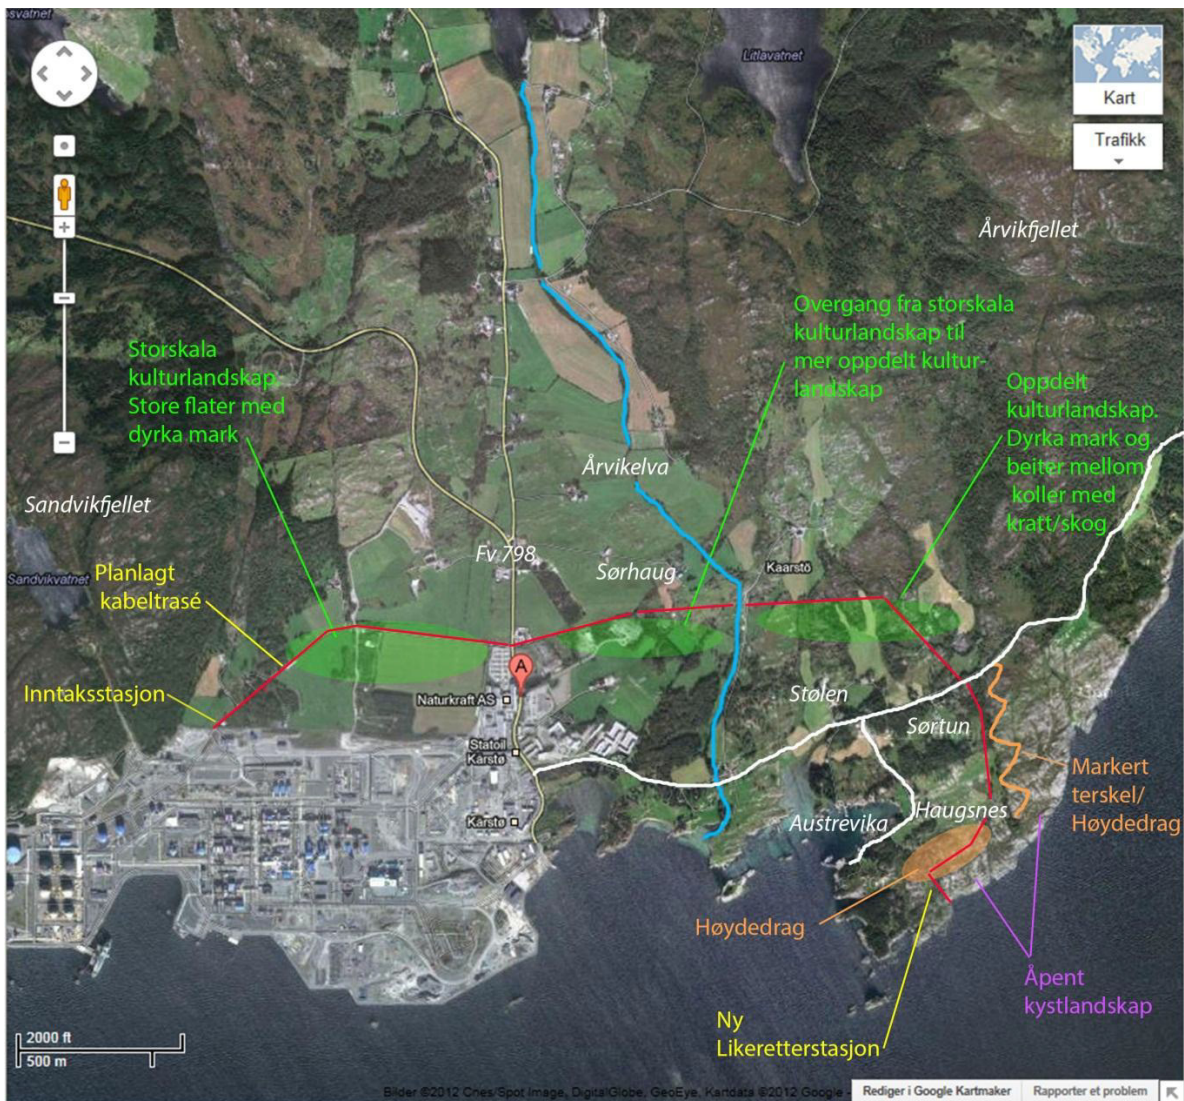 Litlavatnet
Kart
Trafikk
Årvikfjellet
Overgang fra storskala
kulturlandskap til
mer oppdelt kultur-
landskap
Storskala
kulturlandskap.
Store flater med
dyrka mark
Oppdelt
kulturlandskap.
Dyrka mark og
beiter mellom
koller med
kratt/skog
Årvikelva
Sandvikfjellet
Sandvikvatnet
Fv 798
Sørhaug
Kaarstö
Planlagt
kabeltrasé
Inntaksstasjon
A
Naturkraft AS
Stølen
Sørtun
Statoil
Kårstø
Markert
terskel/
Høydedrag
Kårstø
Austrevika
Haugsnes
Høydedrag
Åpent
kystlandskap
Ny
Likeretterstasjon
2000 ft
500 m
Bilder ©2012 Cnes/Spot Image, DigitalGlobe, GeoEye, Kartdata ©2012 Google -
Rediger i Google Kartmaker
Rapporter et problem